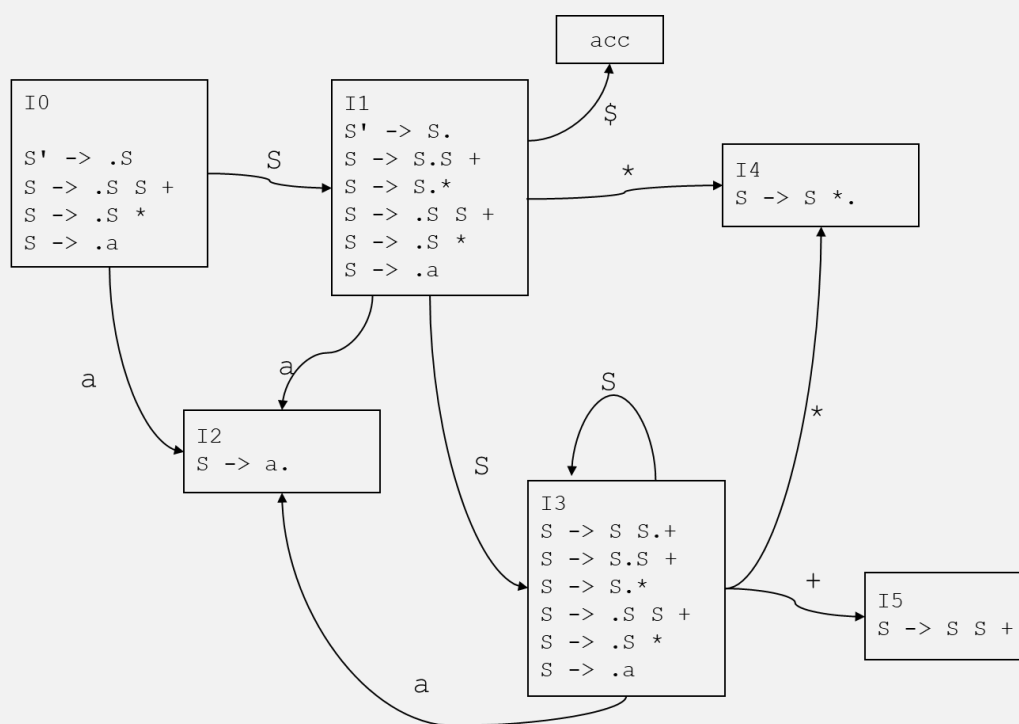 acc
I0
S' -> .S
S -> .S S +
S -> .S *
S -> .a
S
I1
S' -> S.
S -> S.S +
S -> S.*
S -> .S S +
S -> .S *
S -> .a
$
*
I4
S -> S *.
a
a
I2
S -> a.
S
S
*
I3
S -> S S.+
S -> S.S +
S -> S.*
S -> .S S +
S -> .S *
S -> .a
+
I5
S -> S S +
a